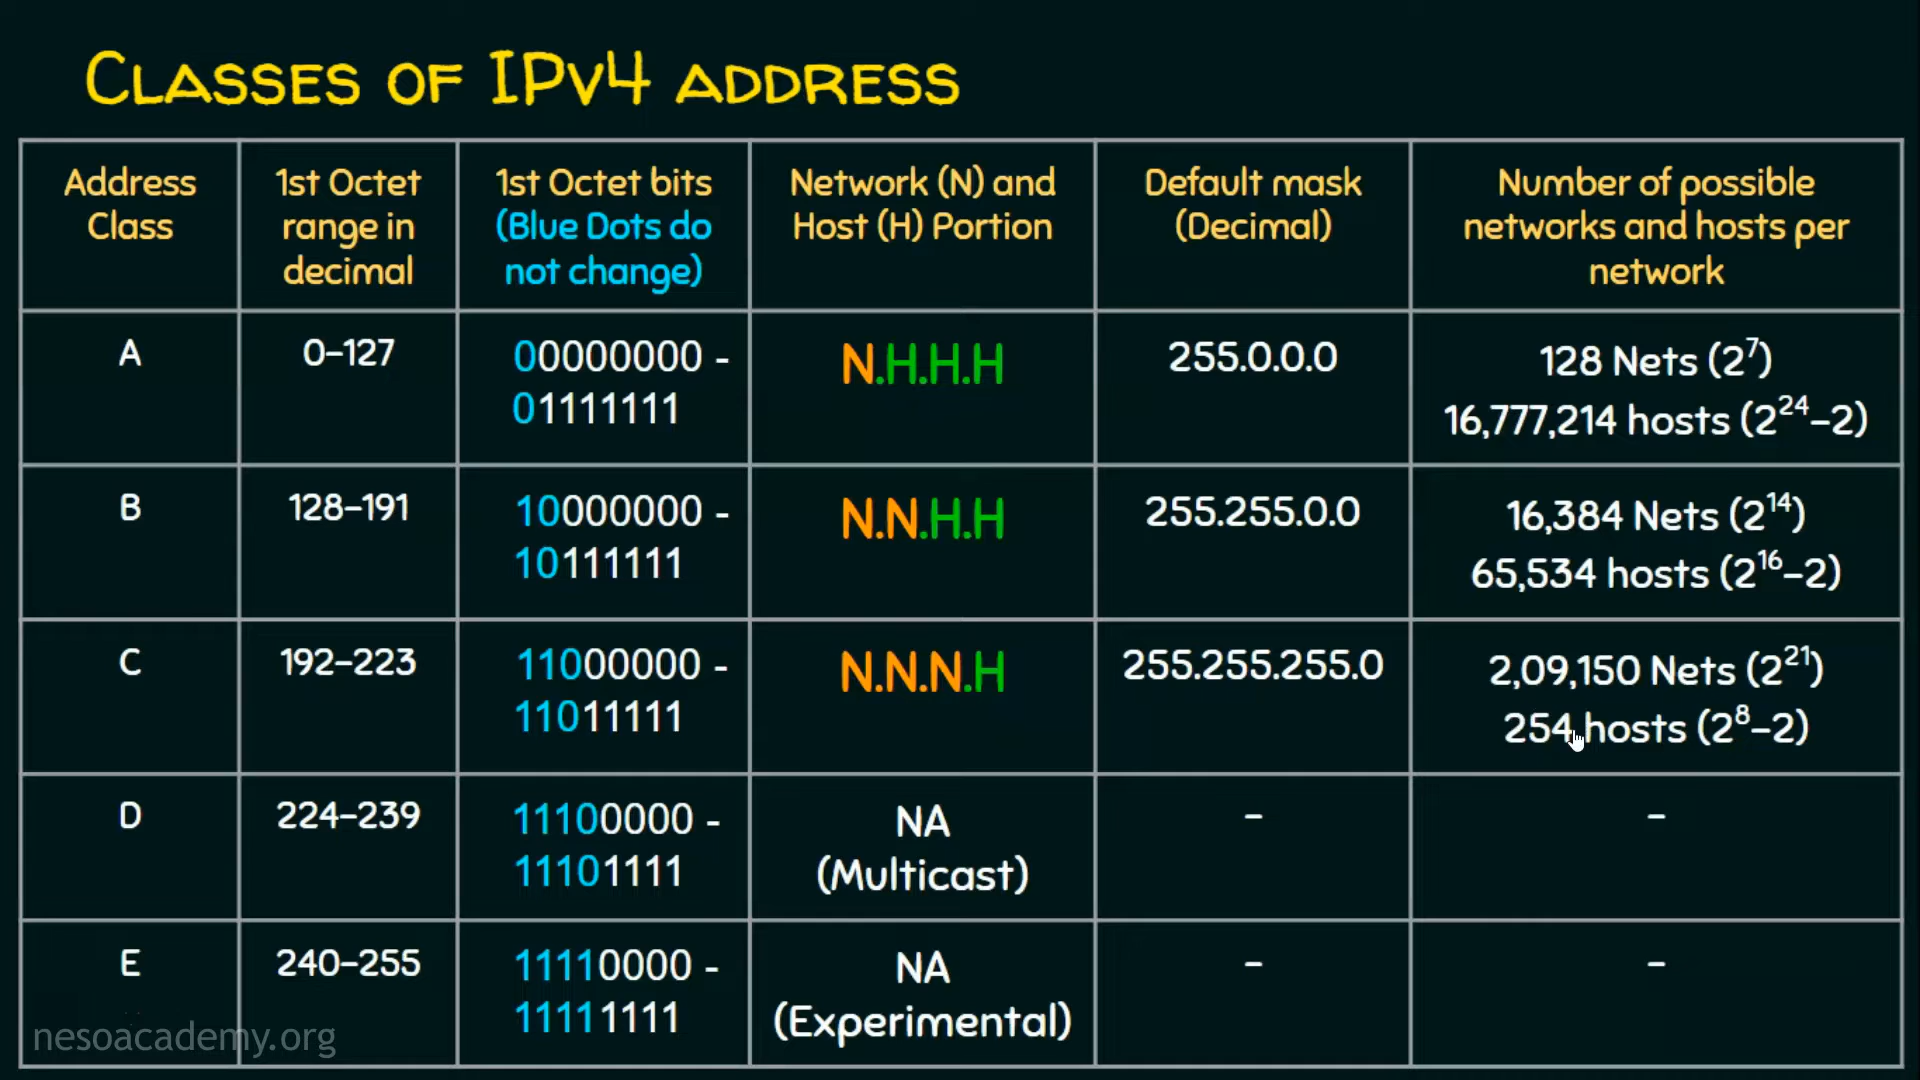 CLASSES OF IPV4 ADDRESS
Address Class
1st Octet range in decimal
1st Octet bits (Blue Dots do not change)
Network (N) and Host (H) Portion
Default mask (Decimal)
Number of possible networks and hosts per network
A
0–127
00000000 -
01111111
N.H.H.H
255.0.0.0
128 Nets (2⁷)
16,777,214 hosts (2²⁴–2)
B
128–191
10000000 -
10111111
N.N.H.H
255.255.0.0
16,384 Nets (2¹⁴)
65,534 hosts (2¹⁶–2)
C
192–223
11000000 -
11011111
N.N.N.H
255.255.255.0
2,09,150 Nets (2²¹)
254 hosts (2⁸–2)
D
224–239
11100000 -
11101111
NA
(Multicast)
–
–
E
240–255
11110000 -
11111111
NA
(Experimental)
–
–
nesoacademy.org